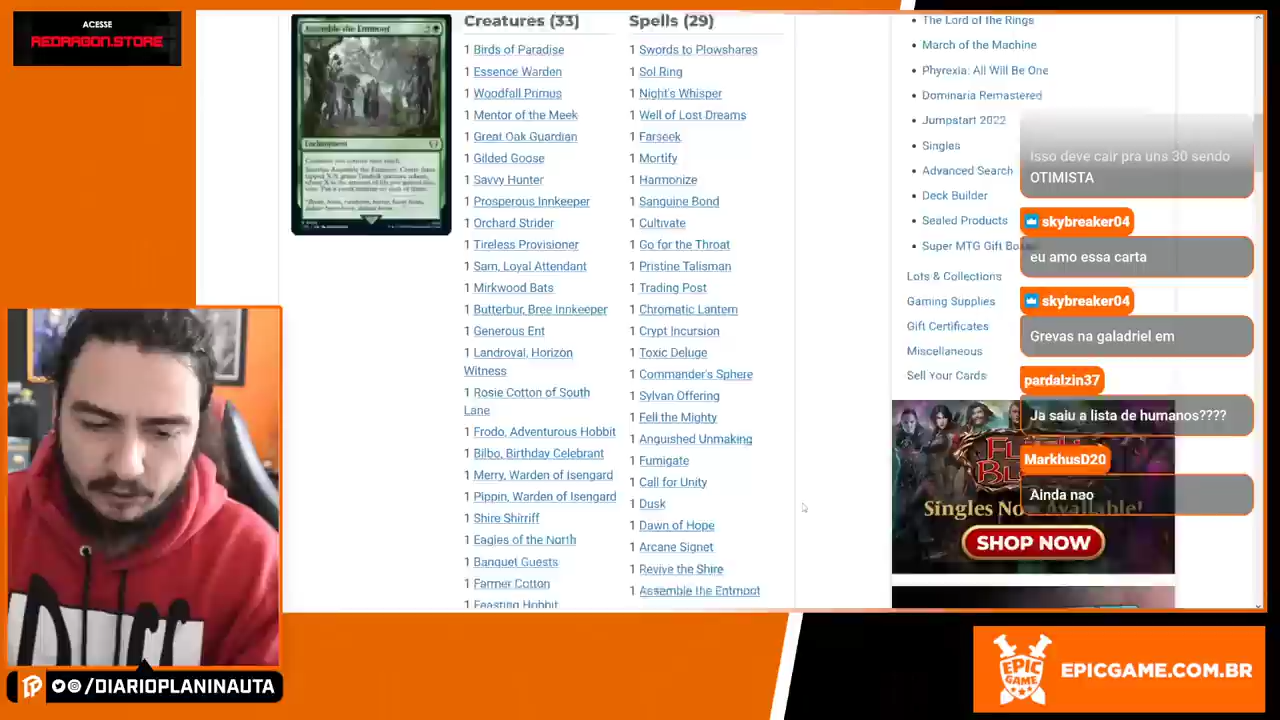 ACESSE
REDRAGON.STORE
Assemble the Entmoot
Enchantment
Creatures (33)
1 Birds of Paradise
1 Essence Warden
1 Woodfall Primus
1 Mentor of the Meek
1 Great Oak Guardian
1 Gilded Goose
1 Savvy Hunter
1 Prosperous Innkeeper
1 Orchard Strider
1 Tireless Provisioner
1 Sam, Loyal Attendant
1 Mirkwood Bats
1 Butterbur, Bree Innkeeper
1 Generous Ent
1 Landroval, Horizon
Witness
1 Rosie Cotton of South
Lane
1 Frodo, Adventurous Hobbit
1 Bilbo, Birthday Celebrant
1 Merry, Warden of Isengard
1 Pippin, Warden of Isengard
1 Shire Shirriff
1 Eagles of the North
1 Banquet Guests
1 Farmer Cotton
1 Feasting Hobbit
Spells (29)
1 Swords to Plowshares
1 Sol Ring
1 Night's Whisper
1 Well of Lost Dreams
1 Farseek
1 Mortify
1 Harmonize
1 Sanguine Bond
1 Cultivate
1 Go for the Throat
1 Pristine Talisman
1 Trading Post
1 Chromatic Lantern
1 Crypt Incursion
1 Toxic Deluge
1 Commander's Sphere
1 Sylvan Offering
1 Fell the Mighty
1 Anguished Unmaking
1 Fumigate
1 Call for Unity
1 Dusk
1 Dawn of Hope
1 Arcane Signet
1 Revive the Shire
1 Assemble the Entmoot
The Lord of the Rings
March of the Machine
Phyrexia: All Will Be One
Dominaria Remastered
Jumpstart 2022
Singles
Advanced Search
Deck Builder
Sealed Products
Super MTG Gift
Lots & Collections
Gaming Supplies
Gift Certificates
Miscellaneous
Sell Your Cards
Singles
Available!
SHOP NOW
isso deve cair pra uns 30 sendo
OTIMISTA
skybreaker04
eu amo essa carta
skybreaker04
Grevas na galadriel em
pardalzin37
Ja saiu a lista de humanos????
MarkhusD20
Ainda nao
/DIARIOPLANINAUTA
EPIC
GAME
EPICGAME.COM.BR